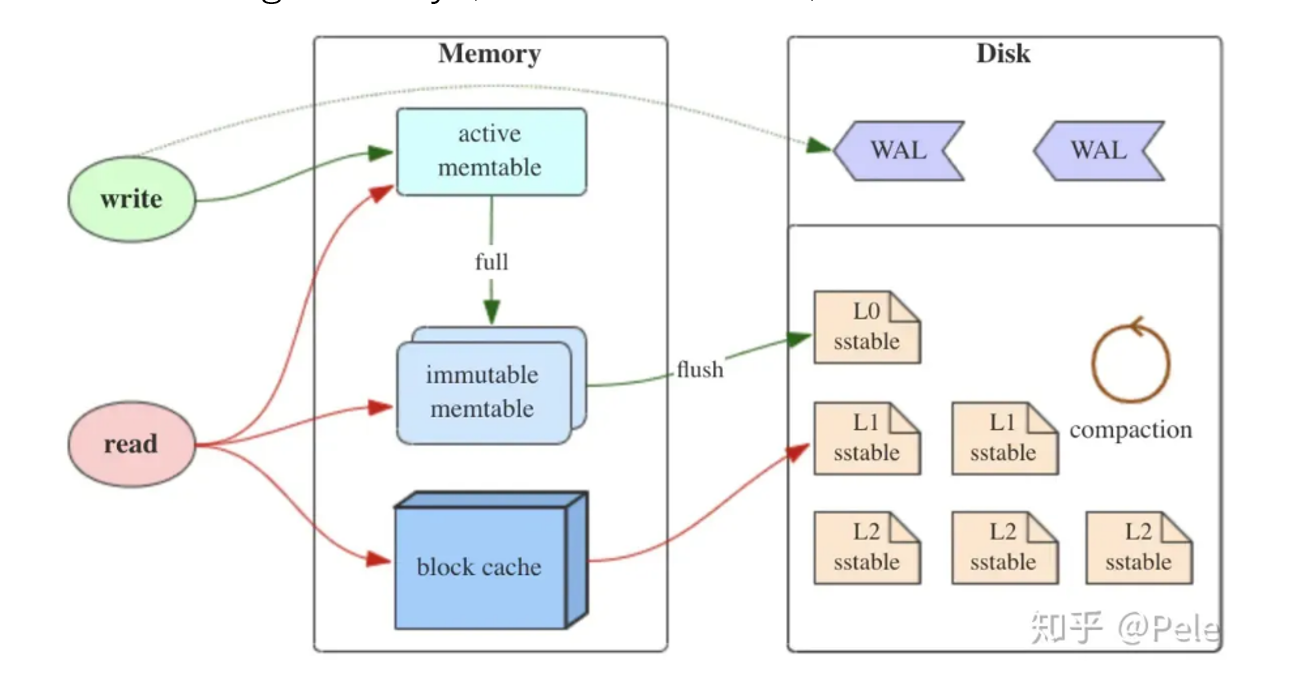 Memory
Disk
active
memtable
WAL
WAL
write
full
immutable
memtable
flush
L0
sstable
compaction
read
L1
sstable
L1
sstable
block cache
L2
sstable
L2
sstable
L2
sstable
知乎 @Pele